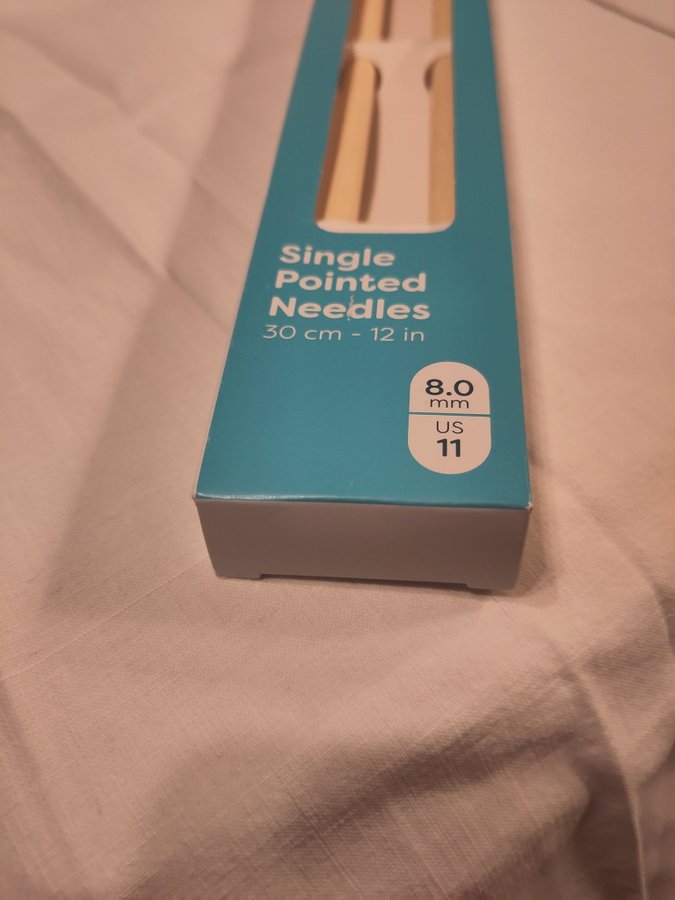 Single
Pointed
Needles
30 cm - 12 in
8.0
mm
US
11